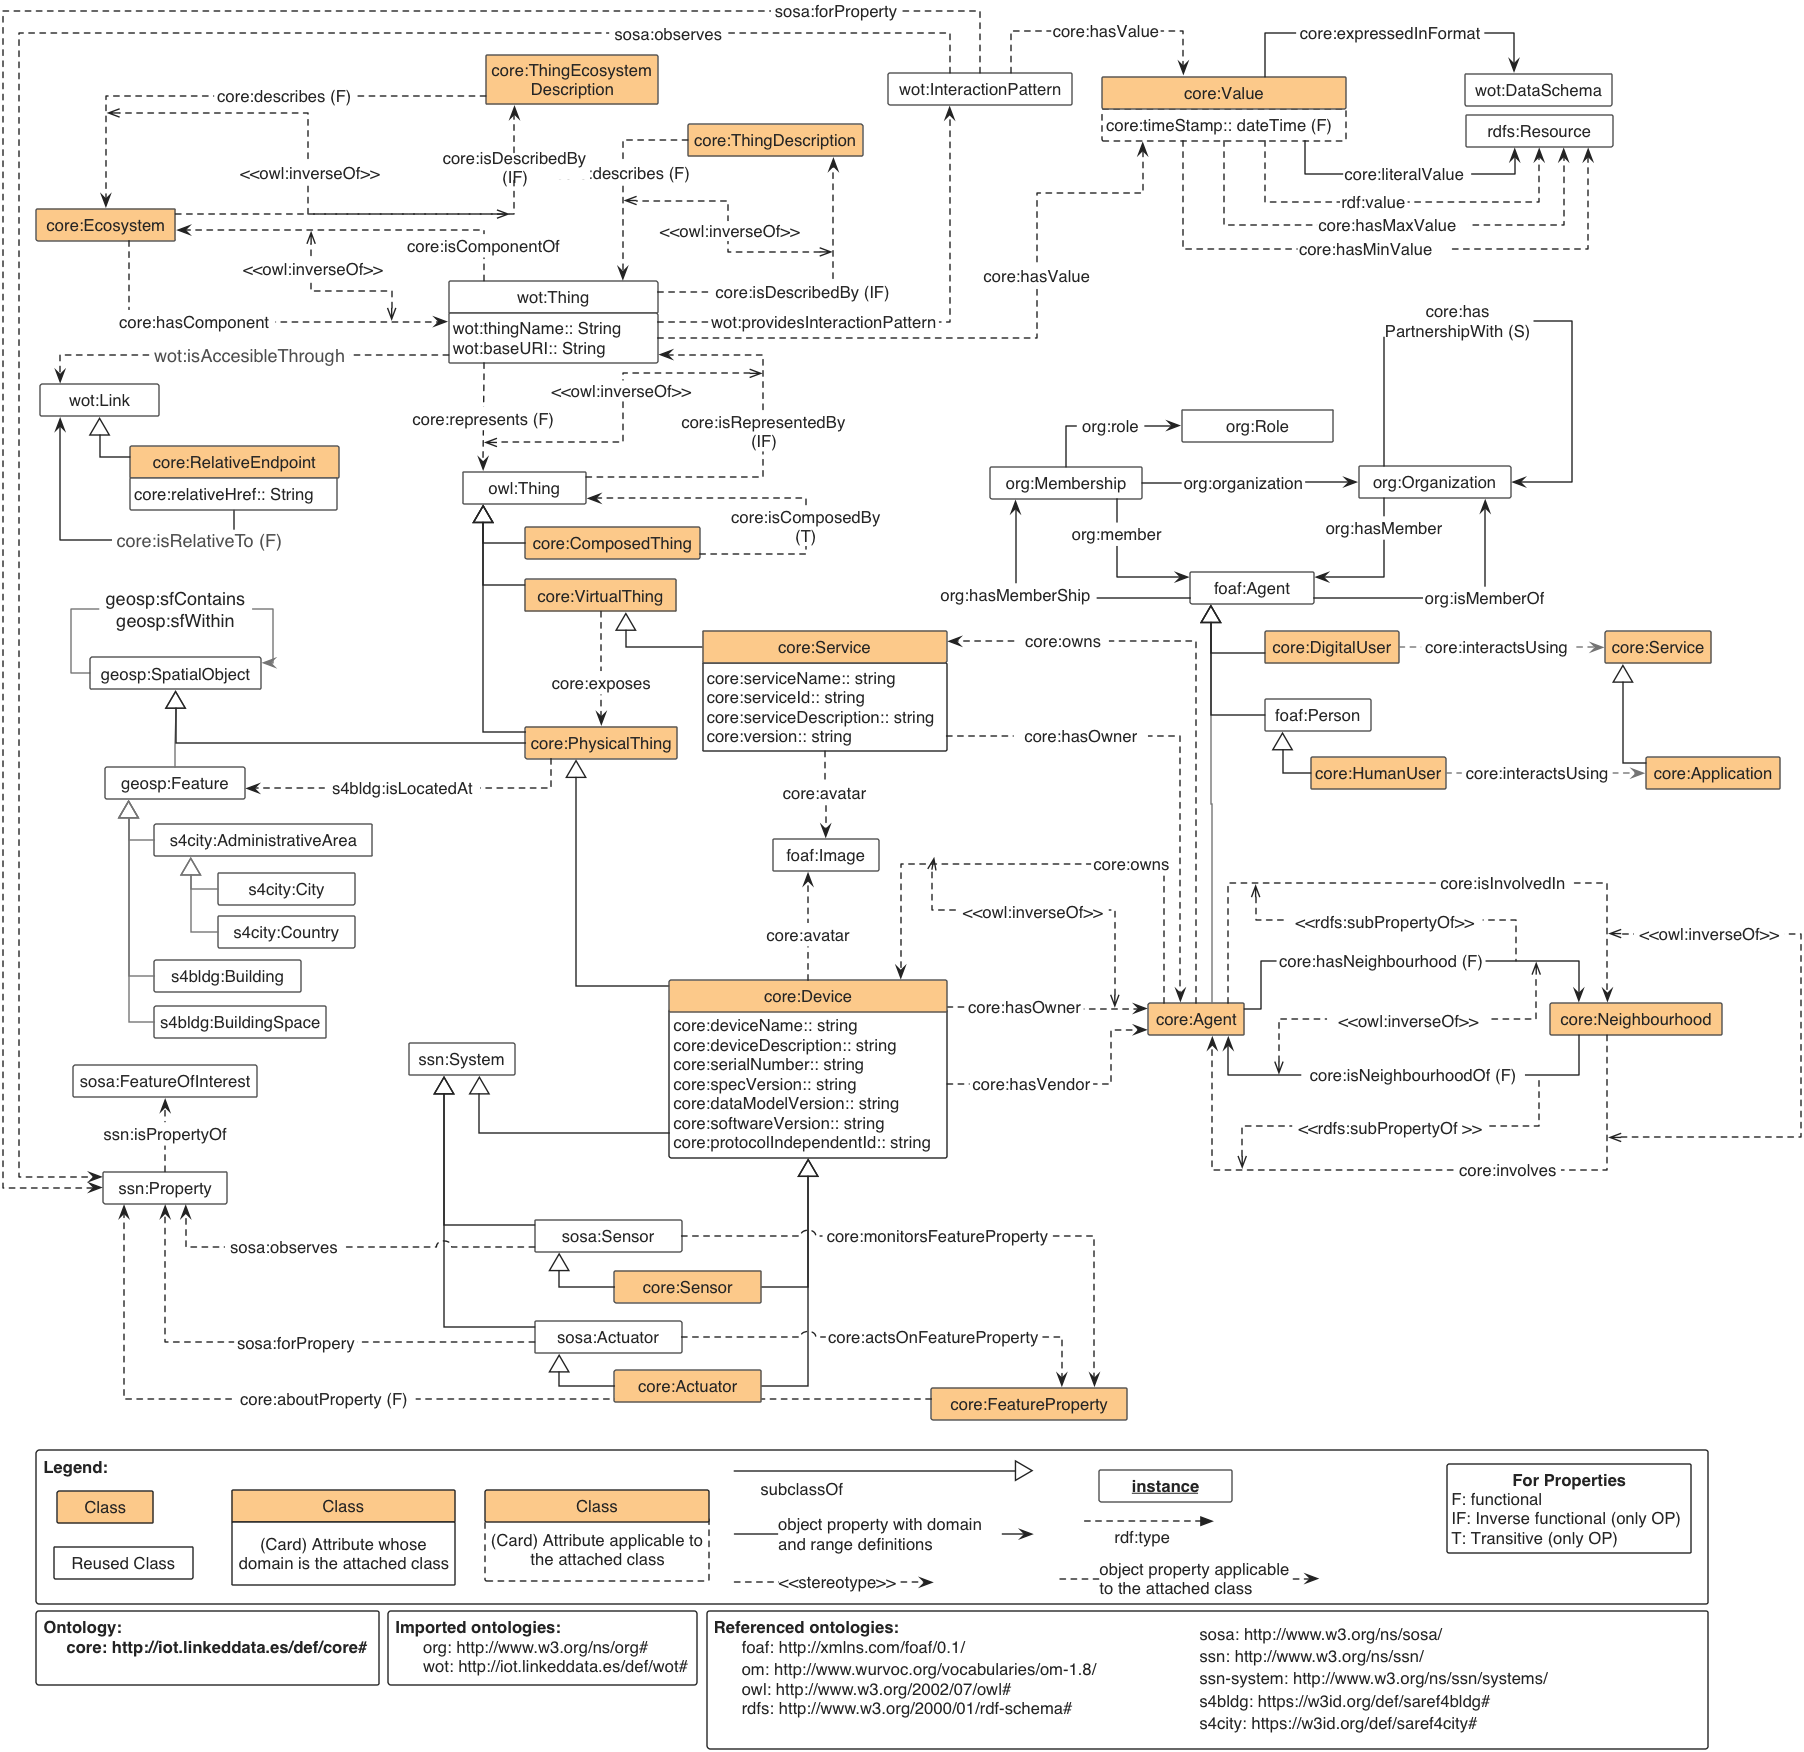 sosa:forProperty
sosa:observes
core:hasValue
core:expressedInFormat
core:ThingEcosystem
Description
core:describes (F)
wot:InteractionPattern
core:Value
wot:DataSchema
core:timeStamp:: dateTime (F)
rdfs:Resource
core:ThingDescription
core:isDescribedBy
(IF)
:describes (F)
<<owl:inverseOf>>
core:literalValue
rdf:value
core:hasMaxValue
core:hasMinValue
core:Ecosystem
<<owl:inverseOf>>
core:isComponentOf
<<owl:inverseOf>>
core:hasValue
wot:Thing
core:isDescribedBy (IF)
core:hasComponent
wot:thingName:: String
wot:baseURI:: String
wot:providesInteractionPattern
core:has
PartnershipWith (S)
wot:isAccesibleThrough
<<owl:inverseOf>>
wot:Link
core:represents (F)
core:isRepresentedBy
(IF)
org:role
org:Role
core:RelativeEndpoint
core:relativeHref:: String
owl:Thing
org:Membership
org:organization
org:Organization
core:isRelativeTo (F)
core:isComposedBy
(T)
core:ComposedThing
org:member
org:hasMember
geosp:sfContains
geosp:sfWithin
core:VirtualThing
org:hasMemberShip
foaf:Agent
org:isMemberOf
geosp:SpatialObject
core:Service
core:serviceName:: string
core:serviceId:: string
core:serviceDescription:: string
core:version:: string
core:owns
core:DigitalUser
core:interactsUsing
core:Service
core:exposes
foaf:Person
core:PhysicalThing
core:hasOwner
geosp:Feature
s4bldg:isLocatedAt
core:HumanUser
core:interactsUsing
core:Application
core:avatar
s4city:AdministrativeArea
foaf:Image
core:owns
s4city:City
core:isInvolvedIn
s4city:Country
core:avatar
<<owl:inverseOf>>
<<rdfs:subPropertyOf>>
<<owl:inverseOf>>
s4bldg:Building
core:hasNeighbourhood (F)
s4bldg:BuildingSpace
core:Device
core:deviceName:: string
core:deviceDescription:: string
core:serialNumber:: string
core:specVersion:: string
core:dataModelVersion:: string
core:softwareVersion:: string
core:protocolIndependentId:: string
core:hasOwner
core:Agent
<<owl:inverseOf>>
core:Neighbourhood
ssn:System
sosa:FeatureOfInterest
core:hasVendor
core:isNeighbourhoodOf (F)
ssn:isPropertyOf
<<rdfs:subPropertyOf >>
core:involves
ssn:Property
sosa:observes
sosa:Sensor
core:monitorsFeatureProperty
core:Sensor
sosa:forPropery
sosa:Actuator
core:actsOnFeatureProperty
core:aboutProperty (F)
core:Actuator
core:FeatureProperty
Legend:
Class
Reused Class
Class
(Card) Attribute whose
domain is the attached class
Class
(Card) Attribute applicable to
the attached class
subclassOf
object property with domain
and range definitions
<<stereotype>>
instance
rdf:type
object property applicable
to the attached class
For Properties
F: functional
IF: Inverse functional (only OP)
T: Transitive (only OP)
Ontology:
core: http://iot.linkeddata.es/def/core#
Imported ontologies:
org: http://www.w3.org/ns/org#
wot: http://iot.linkeddata.es/def/wot#
Referenced ontologies:
foaf: http://xmlns.com/foaf/0.1/
om: http://www.wurvoc.org/vocabularies/om-1.8/
owl: http://www.w3.org/2002/07/owl#
rdfs: http://www.w3.org/2000/01/rdf-schema#
sosa: http://www.w3.org/ns/sosa/
ssn: http://www.w3.org/ns/ssn/
ssn-system: http://www.w3.org/ns/ssn/systems/
s4bldg: https://w3id.org/def/saref4bldg#
s4city: https://w3id.org/def/saref4city#